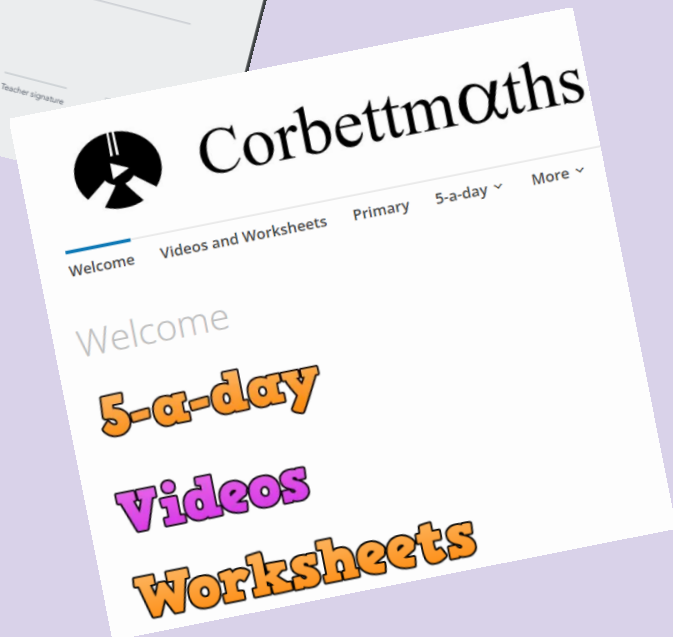 Teacher signature
Corbettmαths
Welcome
Videos and Worksheets
Primary
5-a-day
More
Welcome
5-a-day
Videos
Worksheets